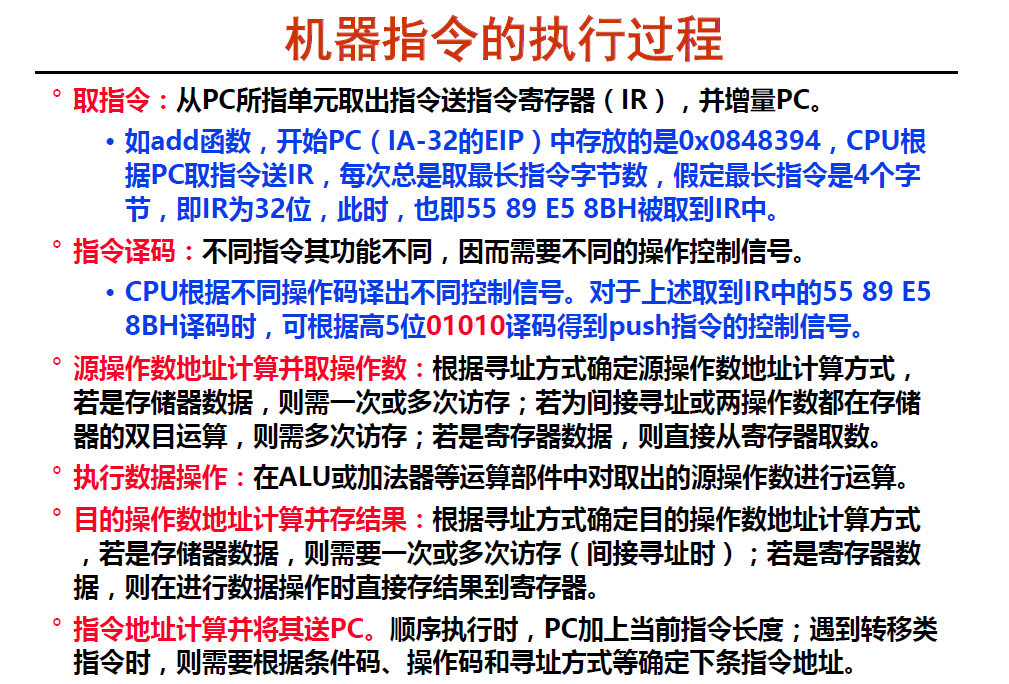 机器指令的执行过程
° 取指令：从PC所指单元取出指令送指令寄存器（IR），并增量PC。
• 如add函数，开始PC（IA-32的EIP）中存放的是0x0848394，CPU根
据PC取指令送IR，每次总是取最长指令字节数，假定最长指令是4个字
节，即IR为32位，此时，也即55 89 E5 8BH被取到IR中。
° 指令译码：不同指令其功能不同，因而需要不同的操作控制信号。
• CPU根据不同操作码译出不同控制信号。对于上述取到IR中的55 89 E5
8BH译码时，可根据高5位01010译码得到push指令的控制信号。
° 源操作数地址计算并取操作数：根据寻址方式确定源操作数地址计算方式，
若是存储器数据，则需一次或多次访存；若为间接寻址或两操作数都在存储
器的双目运算，则需多次访存；若是寄存器数据，则直接从寄存器取数。
° 执行数据操作：在ALU或加法器等运算部件中对取出的源操作数进行运算。
° 目的操作数地址计算并存结果：根据寻址方式确定目的操作数地址计算方式
，若是存储器数据，则需要一次或多次访存（间接寻址时）；若是寄存器数
据，则在进行数据操作时直接存结果到寄存器。
° 指令地址计算并将其送PC。顺序执行时，PC加上当前指令长度；遇到转移类
指令时，则需要根据条件码、操作码和寻址方式等确定下条指令地址。